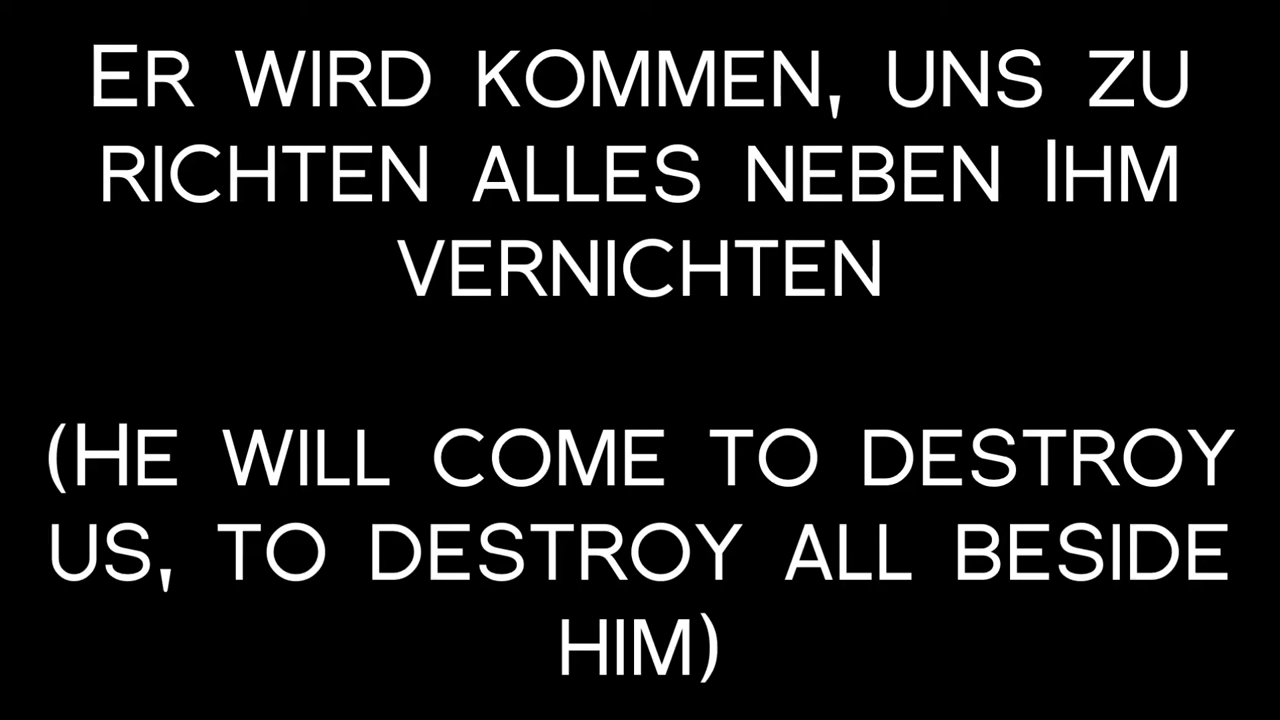 Er wird kommen, uns zu
richten alles neben Ihm
vernichten
(He will come to destroy
us, to destroy all beside
him)